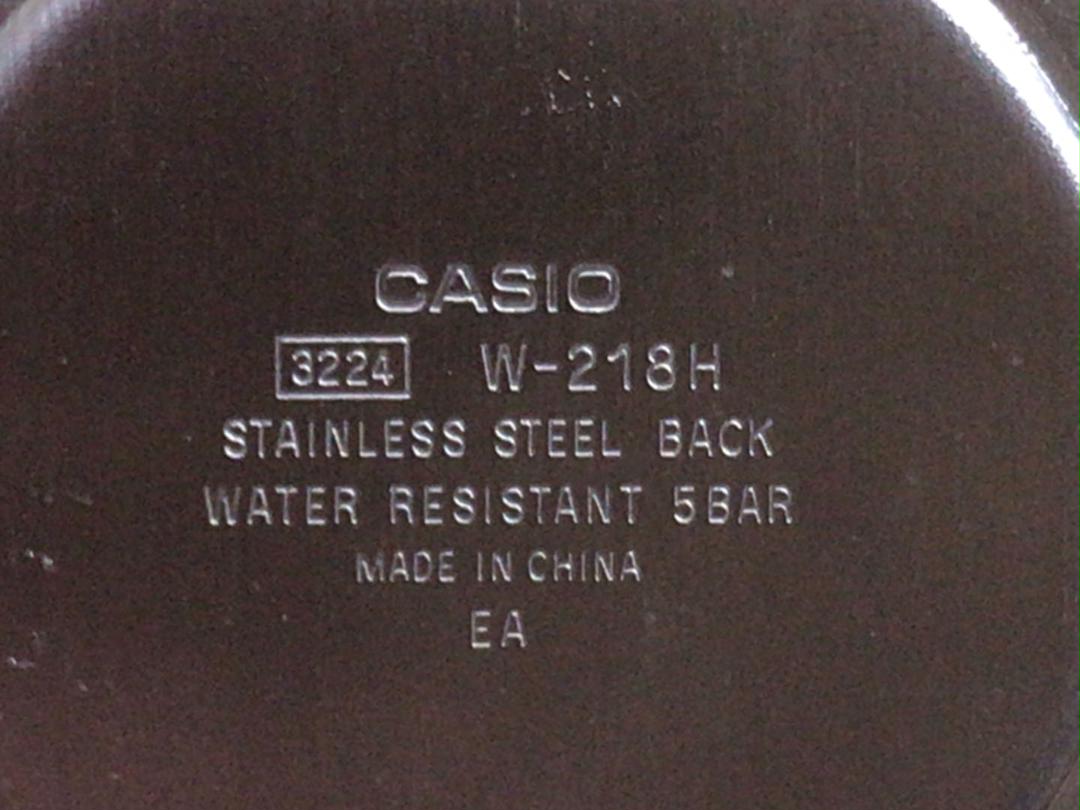 CASIO
3224 W-218H
STAINLESS STEEL BACK
WATER RESISTANT 5BAR
MADE IN CHINA
EA